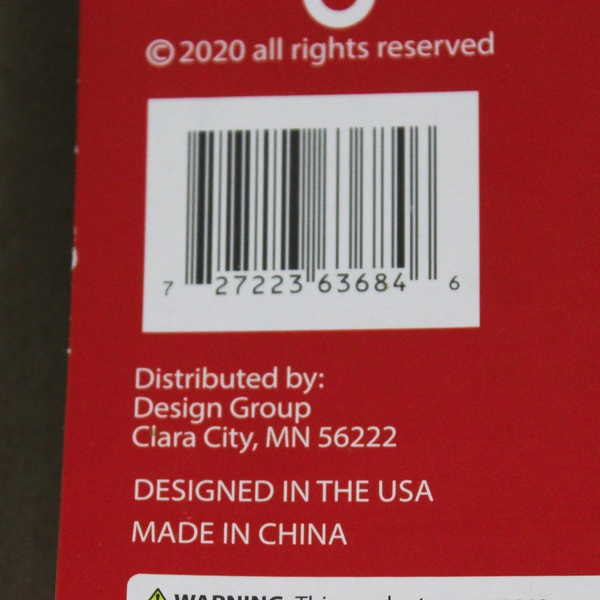 © 2020 all rights reserved
7 27223 63684 6
Distributed by:
Design Group
Clara City, MN 56222
DESIGNED IN THE USA
MADE IN CHINA
WARNING: This